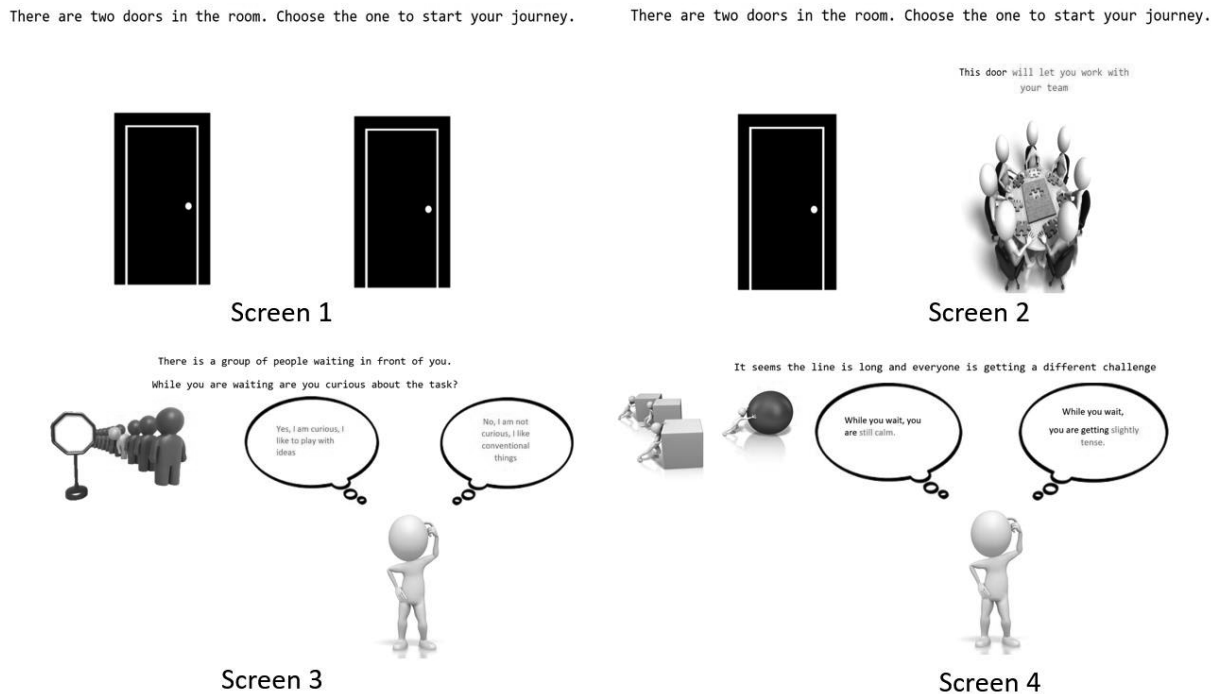 There are two doors in the room. Choose the one to start your journey.
Screen 1
There are two doors in the room. Choose the one to start your journey.
This door will let you work with
your team
Screen 2
There is a group of people waiting in front of you.
While you are waiting are you curious about the task?
Yes, I am curious, I
like to play with
ideas
No, I am not
curious, I like
conventional
things
Screen 3
It seems the line is long and everyone is getting a different challenge
While you wait, you
are still calm.
While you wait,
you are getting slightly
tense.
Screen 4